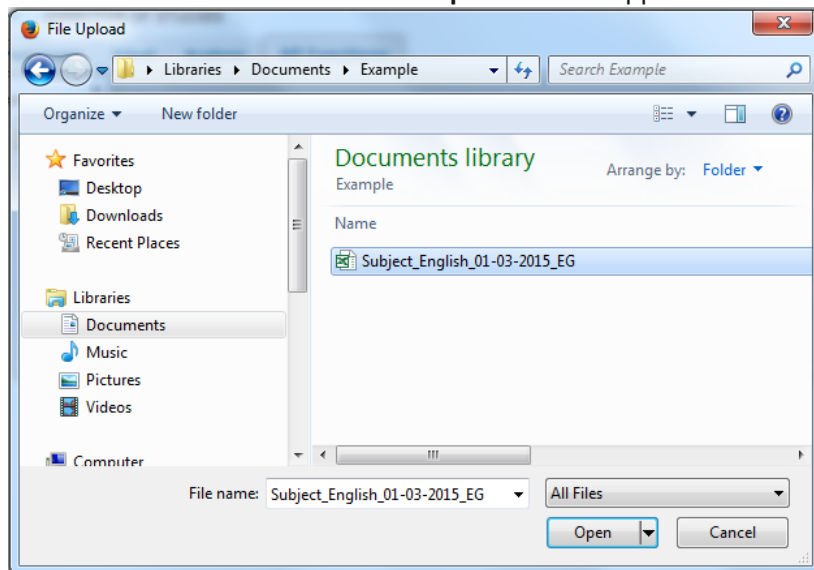 File Upload
Libraries Documents Example
Search Example
Organize New folder
Favorites
Desktop
Downloads
Recent Places
Libraries
Documents
Music
Pictures
Videos
Computer
Documents library
Example
Arrange by: Folder
Name
Subject_English_01-03-2015_EG
File name: Subject_English_01-03-2015_EG
All Files
Open Cancel